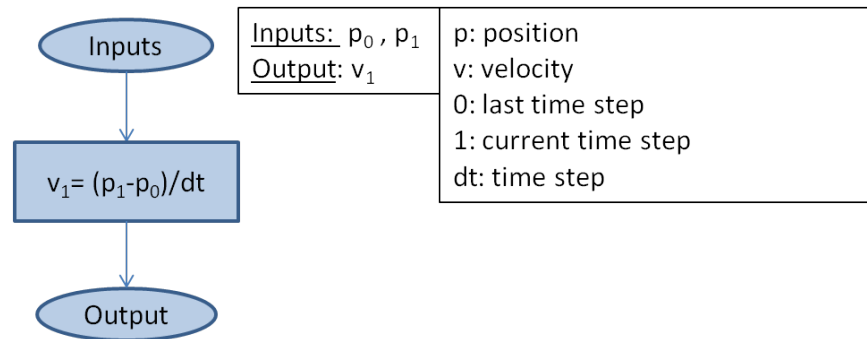 Inputs
v₁= (p₁-p₀)/dt
Output
Inputs: p₀ , p₁
Output: v₁
p: position
v: velocity
0: last time step
1: current time step
dt: time step